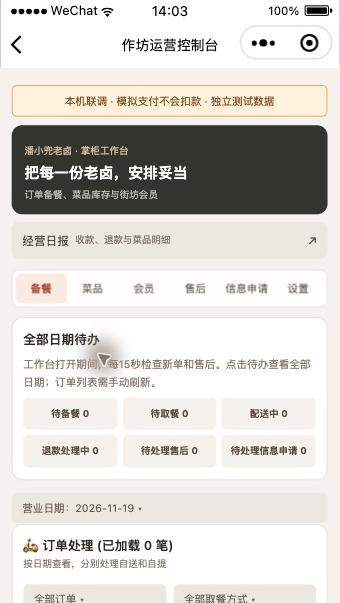 WeChat 14:03 100%
作坊运营控制台
本机联调 · 模拟支付不会扣款 · 独立测试数据
潘小兜老卤 · 掌柜工作台
把每一份老卤，安排妥当
订单备餐、菜品库存与街坊会员
经营日报 收款、退款与菜品明细
备餐 菜品 会员 售后 信息申请 设置
全部日期待办
工作台打开期间，每15秒检查新单和售后。点击待办查看全部
日期；订单列表需手动刷新。
待备餐 0 待取餐 0 配送中 0
退款处理中 0 待处理售后 0 待处理信息申请 0
营业日期：2026-11-19
订单处理 (已加载 0 笔)
按日期查看，分别处理自送和自提
全部订单 全部取餐方式